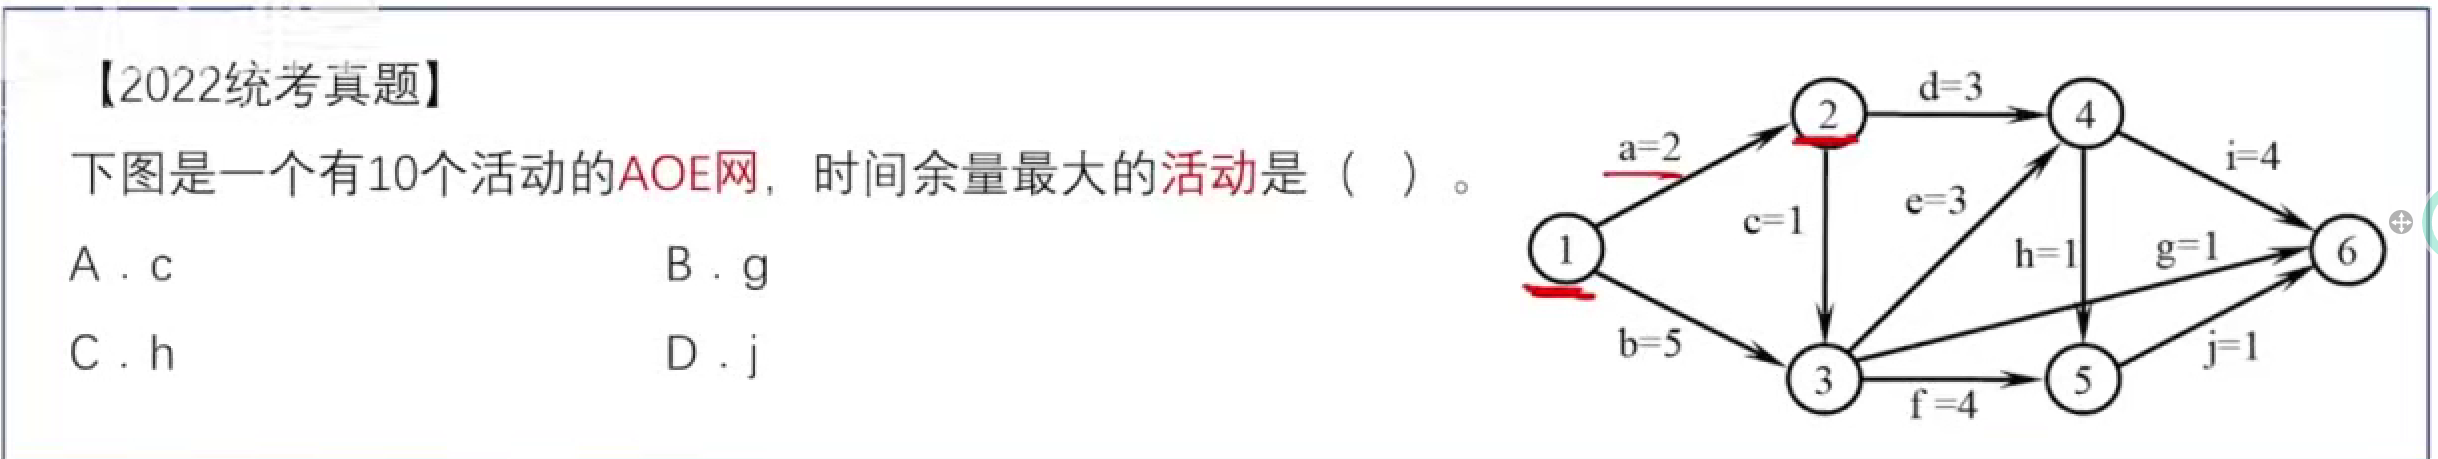 【2022统考真题】
下图是一个有10个活动的AOE网，时间余量最大的活动是（ ）。
A．c
B．g
C．h
D．j
d=3
2
4
a=2
i=4
c=1
e=3
1
h=1
g=1
6
b=5
j=1
3
f=4
5